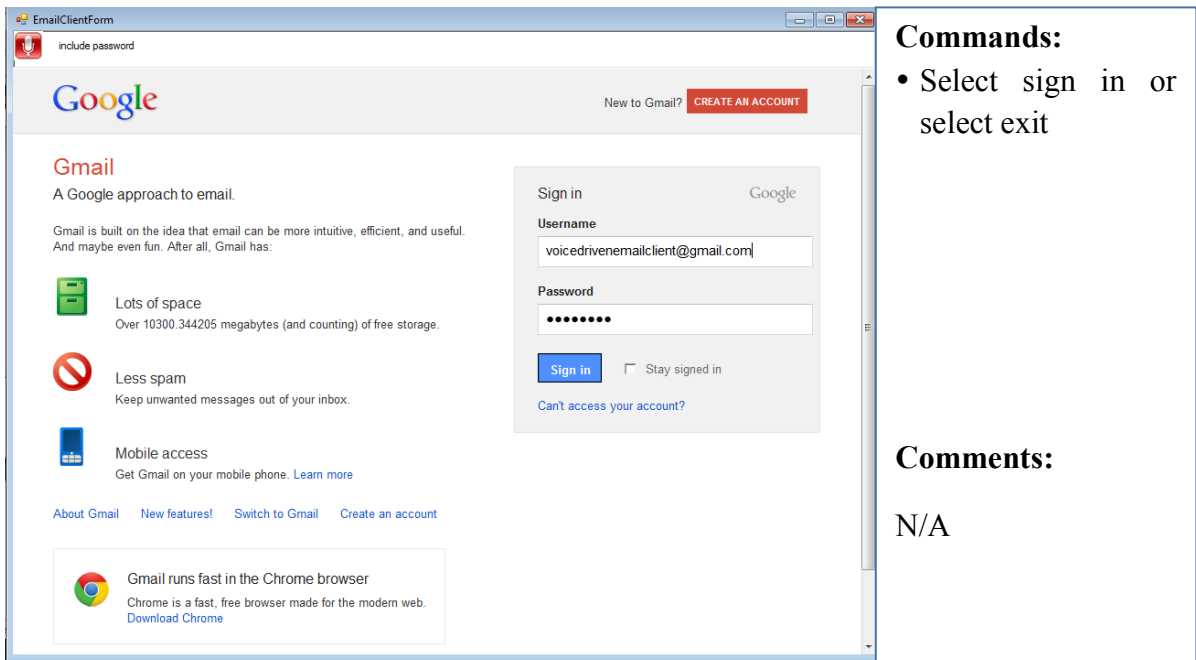 EmailClientForm
include password
Google
New to Gmail? CREATE AN ACCOUNT
Gmail
A Google approach to email.
Gmail is built on the idea that email can be more intuitive, efficient, and useful.
And maybe even fun. After all, Gmail has:
Lots of space
Over 10300.344205 megabytes (and counting) of free storage.
Less spam
Keep unwanted messages out of your inbox.
Mobile access
Get Gmail on your mobile phone. Learn more
About Gmail New features! Switch to Gmail Create an account
Gmail runs fast in the Chrome browser
Chrome is a fast, free browser made for the modern web.
Download Chrome
Sign in Google
Username
voicedrivenemailclient@gmail.com
Password
••••••••
Sign in Stay signed in
Can't access your account?
Commands:
• Select sign in or
select exit
Comments:
N/A